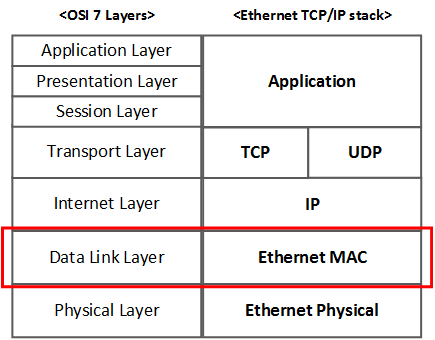 <OSI 7 Layers> <Ethernet TCP/IP stack>
Application Layer
Presentation Layer
Session Layer
Application
Transport Layer TCP UDP
Internet Layer IP
Data Link Layer Ethernet MAC
Physical Layer Ethernet Physical